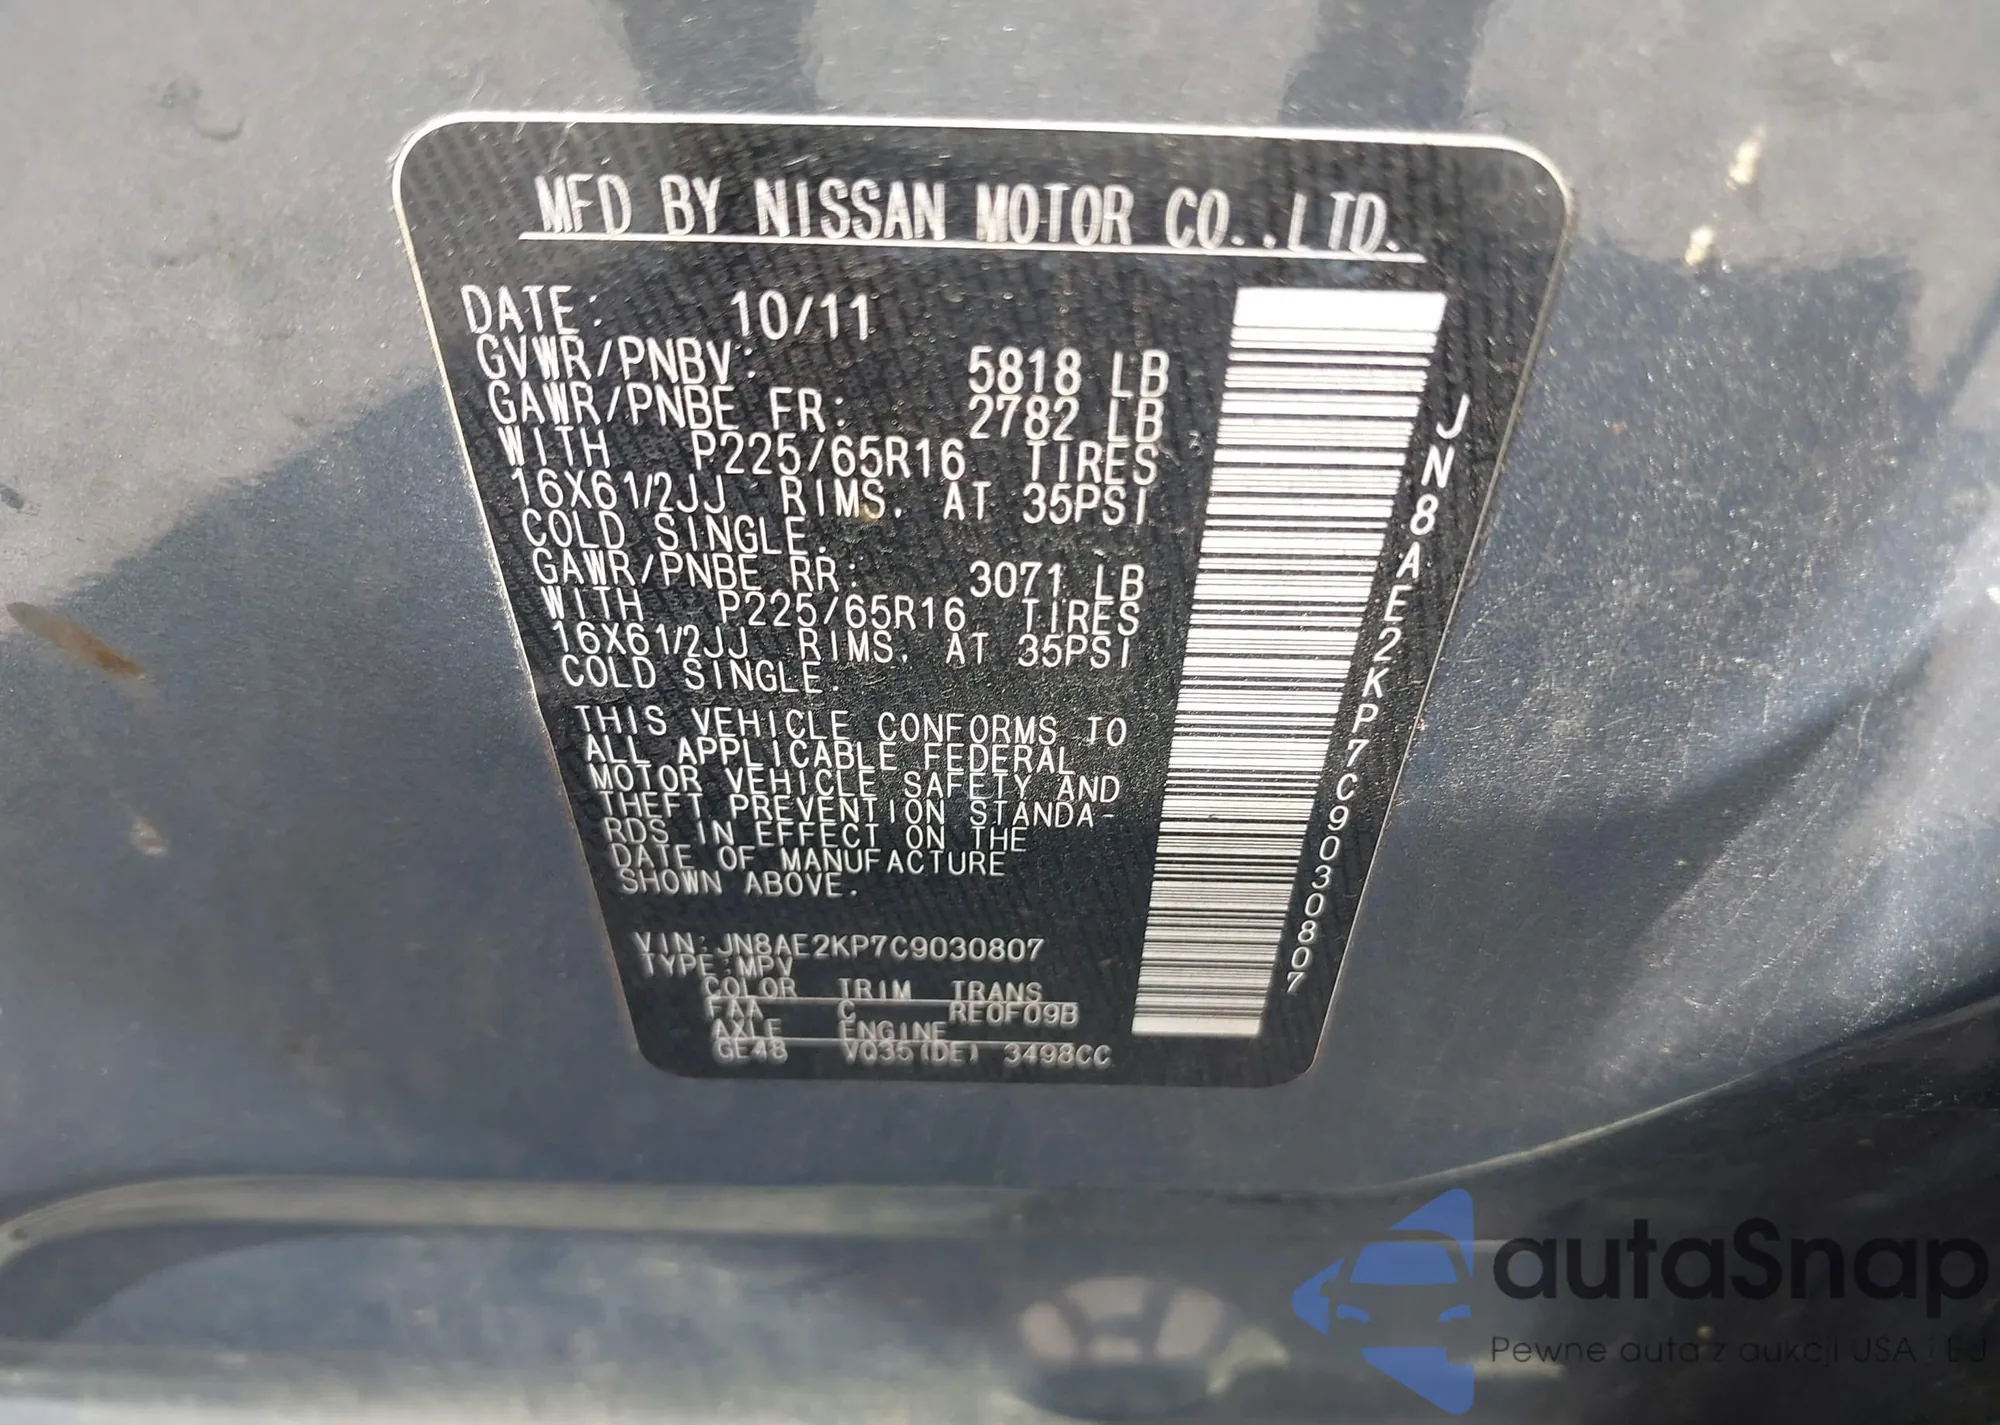 MFD BY NISSAN MOTOR CO.,LTD.
DATE: 10/11
GVWR/PNBV: 5818 LB
GAWR/PNBE FR: 2782 LB
WITH P225/65R16 TIRES
16X61/2JJ RIMS. AT 35PSI
COLD SINGLE.
GAWR/PNBE RR: 3071 LB
WITH P225/65R16 TIRES
16X61/2JJ RIMS. AT 35PSI
COLD SINGLE.
THIS VEHICLE CONFORMS TO
ALL APPLICABLE FEDERAL
MOTOR VEHICLE SAFETY AND
THEFT PREVENTION STANDA-
RDS IN EFFECT ON THE
DATE OF MANUFACTURE
SHOWN ABOVE.
VIN:JN8AE2KP7C9030807
TYPE:MPV
COLOR TRIM TRANS
FAA C RE0F09B
AXLE ENGINE
GE48 VQ35(DE) 3498CC
JN8AE2KP7C9030807
autaSnap
Pewne auta z aukcji USA i EU